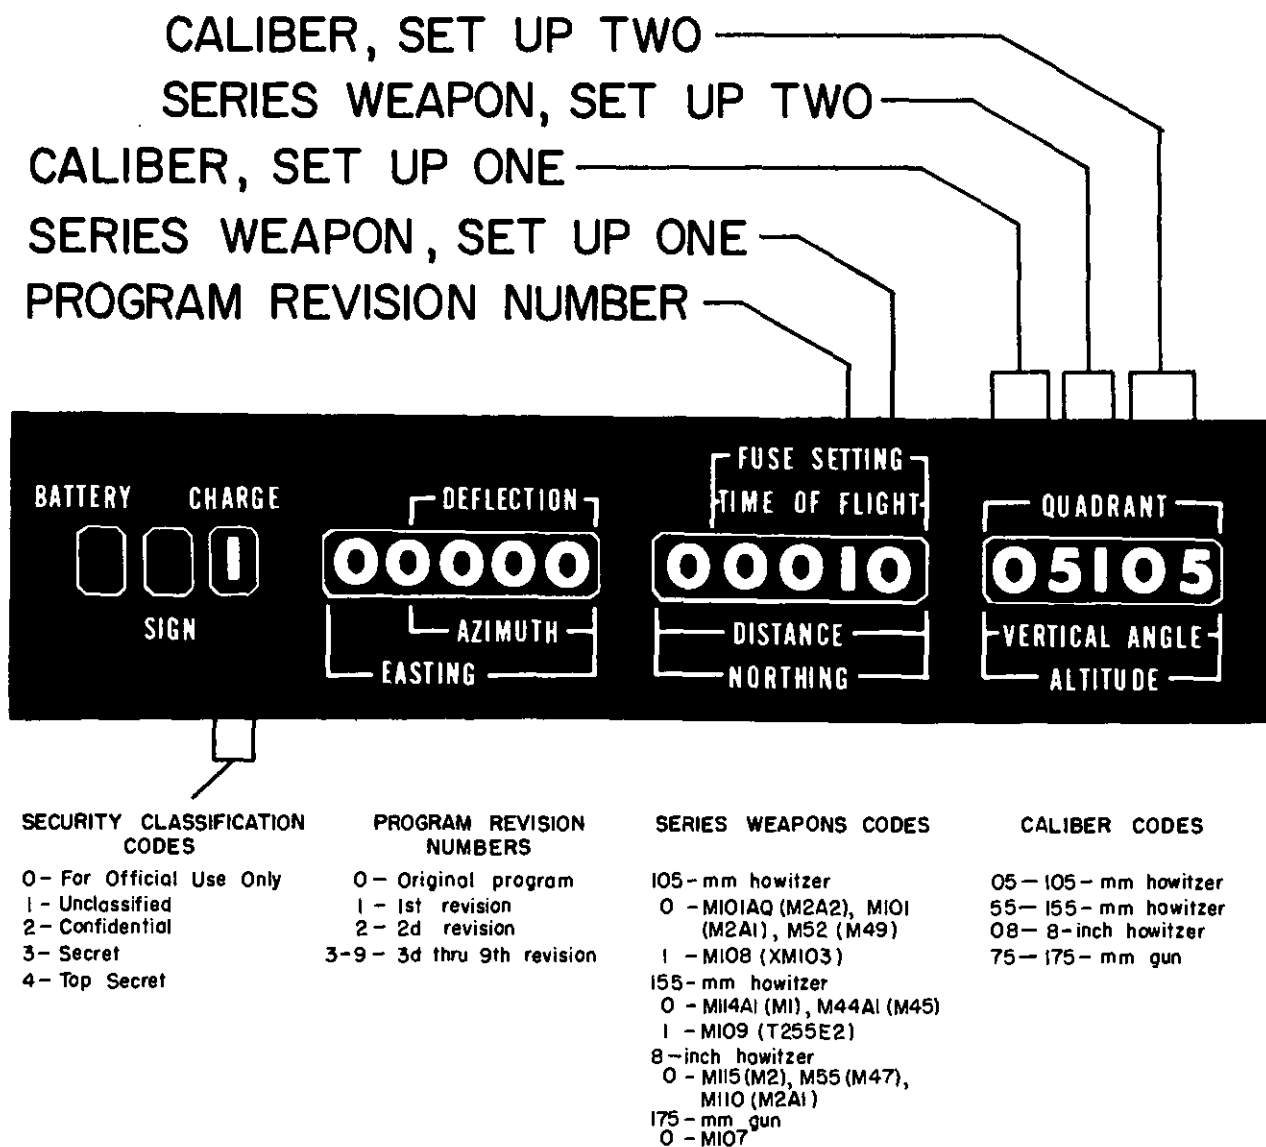 CALIBER, SET UP TWO
SERIES WEAPON, SET UP TWO
CALIBER, SET UP ONE
SERIES WEAPON, SET UP ONE
PROGRAM REVISION NUMBER
FUSE SETTING
BATTERY CHARGE DEFLECTION TIME OF FLIGHT QUADRANT
1 00000 00010 05105
SIGN AZIMUTH DISTANCE VERTICAL ANGLE
EASTING NORTHING ALTITUDE
SECURITY CLASSIFICATION
CODES
0- For Official Use Only
1 - Unclassified
2- Confidential
3- Secret
4- Top Secret
PROGRAM REVISION
NUMBERS
0- Original program
1 - 1st revision
2- 2d revision
3-9- 3d thru 9th revision
SERIES WEAPONS CODES
105-mm howitzer
0 -M101AQ (M2A2), M101
(M2A1), M52 (M49)
1 -M108 (XM103)
155-mm howitzer
0 -M114A1 (M1), M44A1 (M45)
1 -M109 (T255E2)
8-inch howitzer
0 -M115 (M2), M55 (M47),
M110 (M2A1)
175-mm gun
0 -M107
CALIBER CODES
05-105-mm howitzer
55-155-mm howitzer
08-8-inch howitzer
75-175-mm gun